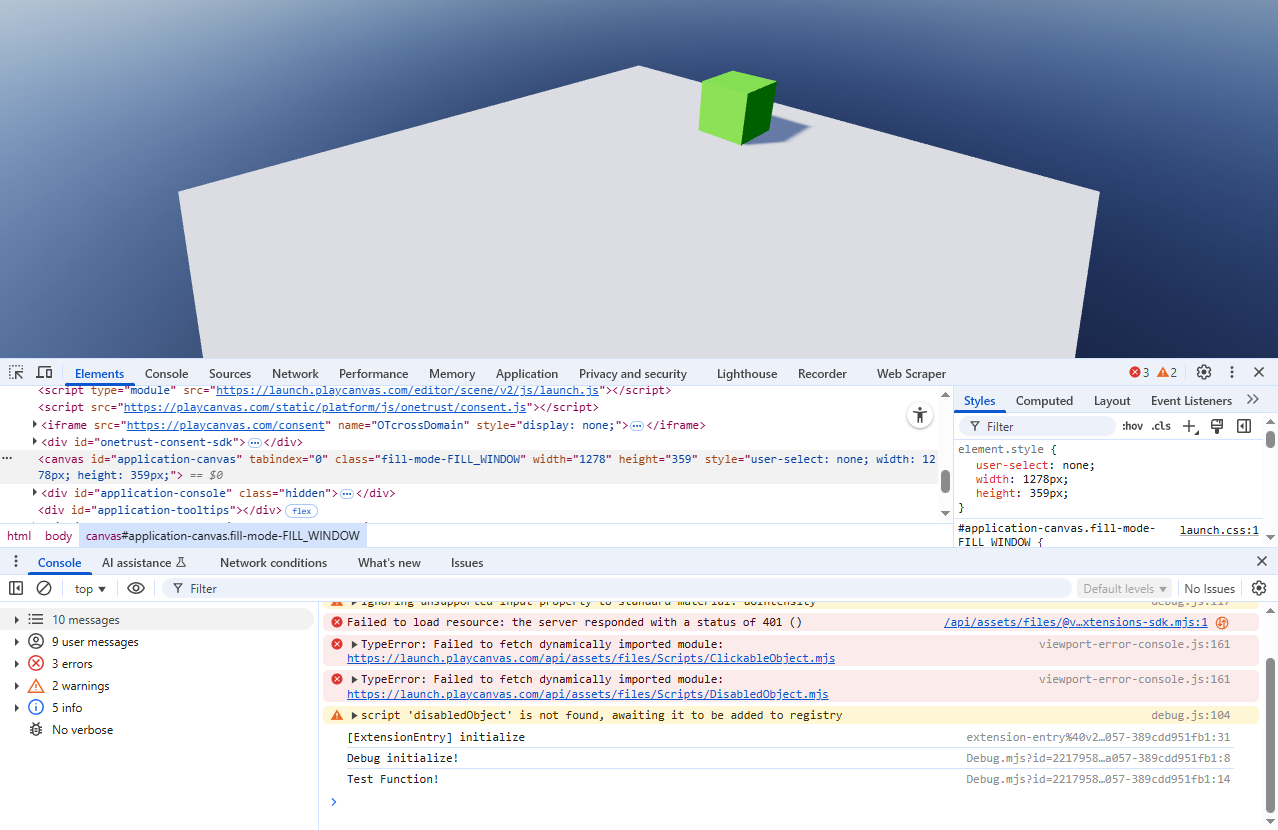 Elements Console Sources Network Performance Memory Application Privacy and security Lighthouse Recorder Web Scraper 3 2
<script type="module" src="https://launch.playcanvas.com/editor/scene/v2/js/launch.js"></script>
<script src="https://playcanvas.com/static/platform/js/onetrust/consent.js"></script>
<iframe src="https://playcanvas.com/consent" name="OTcrossDomain" style="display: none;">…</iframe>
<div id="onetrust-consent-sdk">…</div>
<canvas id="application-canvas" tabindex="0" class="fill-mode-FILL_WINDOW" width="1278" height="359" style="user-select: none; width: 12
78px; height: 359px;"> == $0
<div id="application-console" class="hidden">…</div>
<div id="application-tooltips"></div> flex
html body canvas#application-canvas.fill-mode-FILL_WINDOW
Styles Computed Layout Event Listeners
Filter :hov .cls
element.style {
user-select: none;
width: 1278px;
height: 359px;
}
#application-canvas.fill-mode- launch.css:1
FILL_WINDOW {
Console AI assistance Network conditions What's new Issues
top Filter Default levels No Issues
10 messages
9 user messages
3 errors
2 warnings
5 info
No verbose
Ignoring unsupported input property to standard material: aoIntensity debug.js:117
Failed to load resource: the server responded with a status of 401 () /api/assets/files/@v…xtensions-sdk.mjs:1
TypeError: Failed to fetch dynamically imported module: viewport-error-console.js:161
https://launch.playcanvas.com/api/assets/files/Scripts/ClickableObject.mjs
TypeError: Failed to fetch dynamically imported module: viewport-error-console.js:161
https://launch.playcanvas.com/api/assets/files/Scripts/DisabledObject.mjs
script 'disabledObject' is not found, awaiting it to be added to registry debug.js:104
[ExtensionEntry] initialize extension-entry%40v2…057-389cdd951fb1:31
Debug initialize! Debug.mjs?id=2217958…a057-389cdd951fb1:8
Test Function! Debug.mjs?id=2217958…057-389cdd951fb1:14